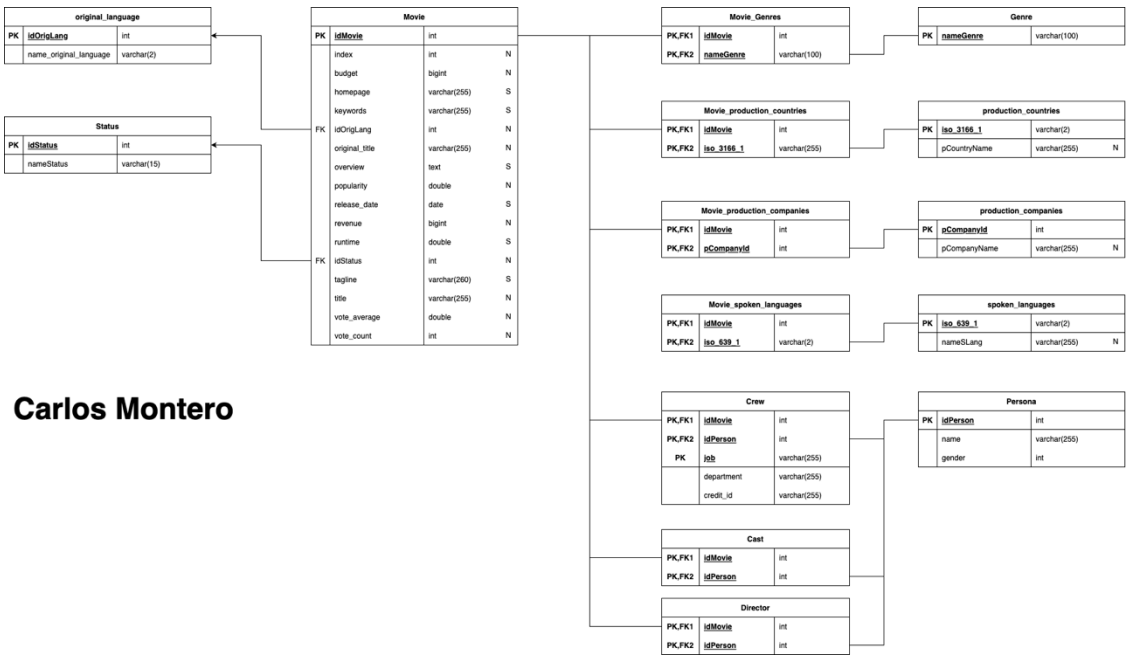 original_language
PK idOrigLang int
name_original_language varchar(2)
Status
PK idStatus int
nameStatus varchar(15)
Movie
PK idMovie int
index int N
budget bigint N
homepage varchar(255) S
keywords varchar(255) S
FK idOrigLang int N
original_title varchar(255) N
overview text S
popularity double N
release_date date S
revenue bigint N
runtime double S
FK idStatus int N
tagline varchar(260) S
title varchar(255) N
vote_average double N
vote_count int N
Movie_Genres
PK,FK1 idMovie int
PK,FK2 nameGenre varchar(100)
Genre
PK nameGenre varchar(100)
Movie_production_countries
PK,FK1 idMovie int
PK,FK2 iso_3166_1 varchar(255)
production_countries
PK iso_3166_1 varchar(2)
pCountryName varchar(255) N
Movie_production_companies
PK,FK1 idMovie int
PK,FK2 pCompanyId int
production_companies
PK pCompanyId int
pCompanyName varchar(255) N
Movie_spoken_languages
PK,FK1 idMovie int
PK,FK2 iso_639_1 varchar(2)
spoken_languages
PK iso_639_1 varchar(2)
nameSLang varchar(255) N
Crew
PK,FK1 idMovie int
PK,FK2 idPerson int
PK job varchar(255)
department varchar(255)
credit_id varchar(255)
Persona
PK idPerson int
name varchar(255)
gender int
Cast
PK,FK1 idMovie int
PK,FK2 idPerson int
Director
PK,FK1 idMovie int
PK,FK2 idPerson int
Carlos Montero